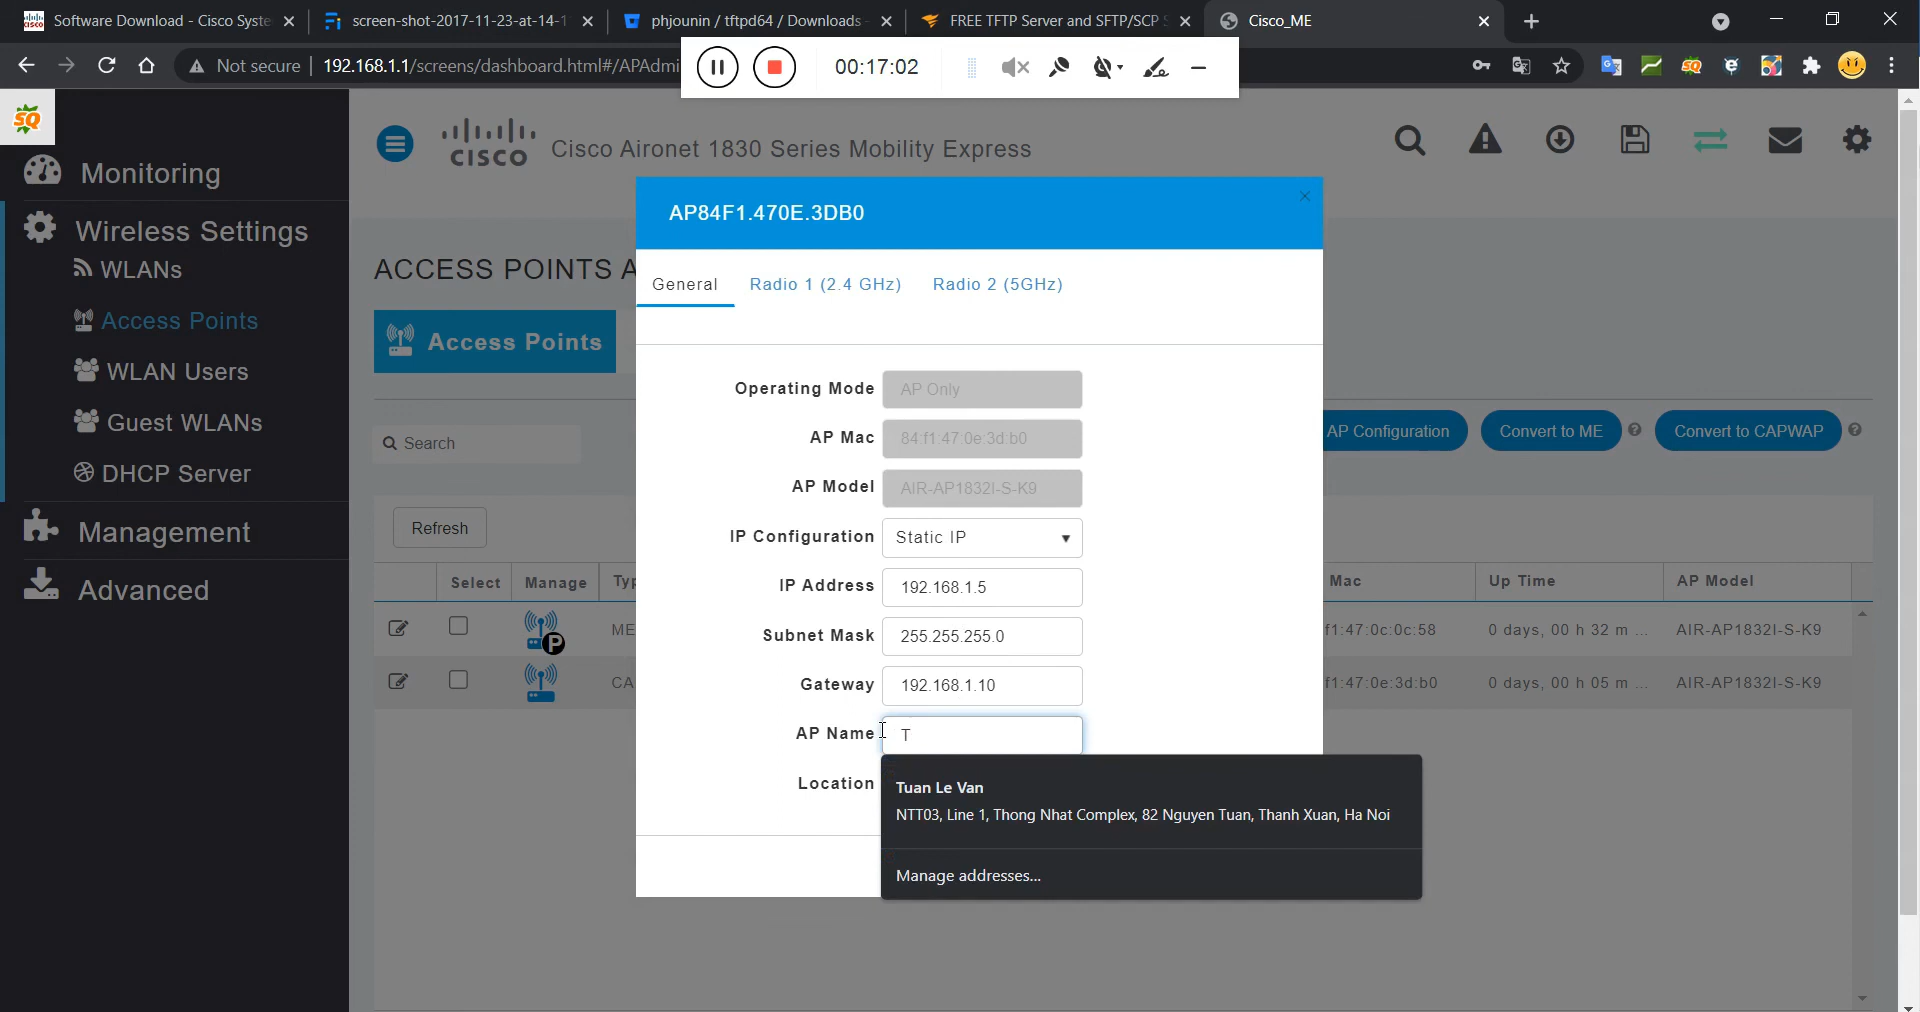 Software Download - Cisco Syste
screen-shot-2017-11-23-at-14-1
phjounin / tftpd64 / Downloads
FREE TFTP Server and SFTP/SCP S
Cisco_ME
Not secure
192.168.1.1/screens/dashboard.html#/APAdmi
00:17:02
SQ
Monitoring
Wireless Settings
WLANs
Access Points
WLAN Users
Guest WLANs
DHCP Server
Management
Advanced
CISCO
Cisco Aironet 1830 Series Mobility Express
ACCESS POINTS A
Access Points
Search
AP Configuration
Convert to ME
Convert to CAPWAP
Refresh
Select
Manage
Typ
Mac
Up Time
AP Model
P
ME
f1:47:0c:0c:58
0 days, 00 h 32 m ...
AIR-AP1832I-S-K9
CA
f1:47:0e:3d:b0
0 days, 00 h 05 m ...
AIR-AP1832I-S-K9
AP84F1.470E.3DB0
General
Radio 1 (2.4 GHz)
Radio 2 (5GHz)
Operating Mode
AP Only
AP Mac
84:f1:47:0e:3d:b0
AP Model
AIR-AP1832I-S-K9
IP Configuration
Static IP
IP Address
192.168.1.5
Subnet Mask
255.255.255.0
Gateway
192.168.1.10
AP Name
T
Location
Tuan Le Van
NTT03, Line 1, Thong Nhat Complex, 82 Nguyen Tuan, Thanh Xuan, Ha Noi
Manage addresses...